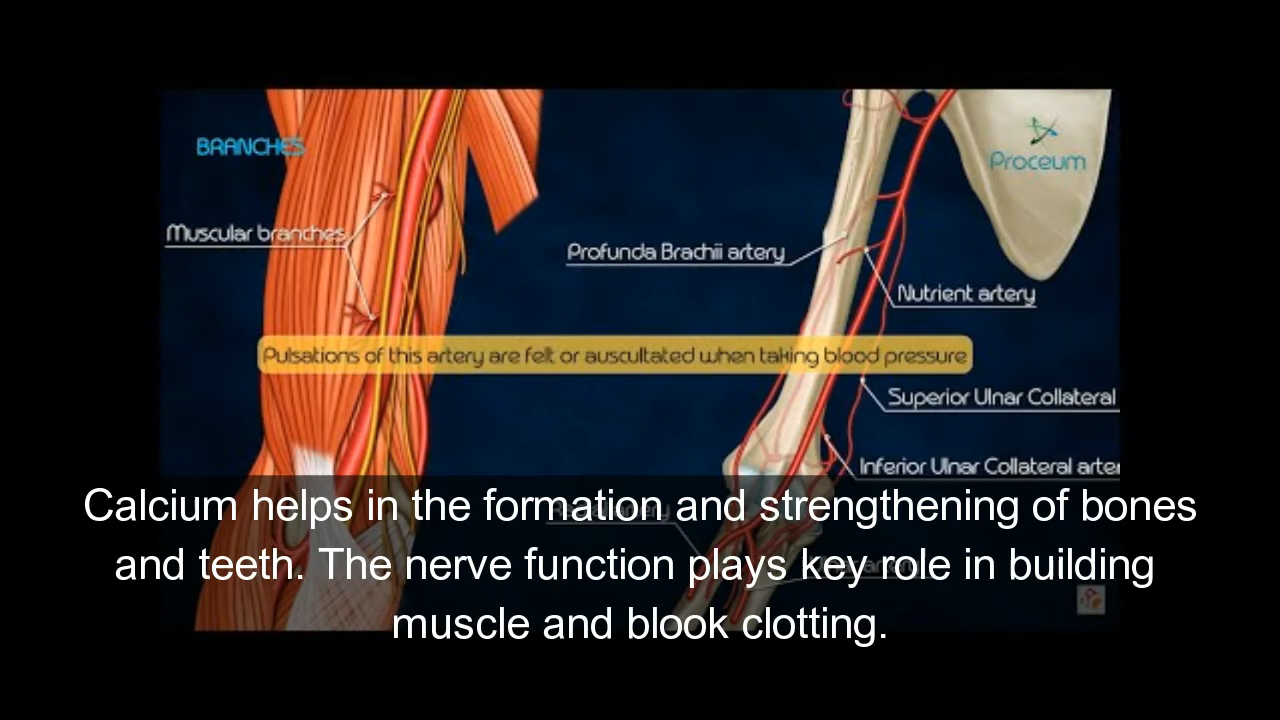 BRANCHES
Proceum
Muscular branches
Profunda Brachii artery
Nutrient artery
Pulsations of this artery are felt or auscultated when taking blood pressure
Superior Ulnar Collateral
Inferior Ulnar Collateral arter
Calcium helps in the formation and strengthening of bones
and teeth. The nerve function plays key role in building
muscle and blook clotting.